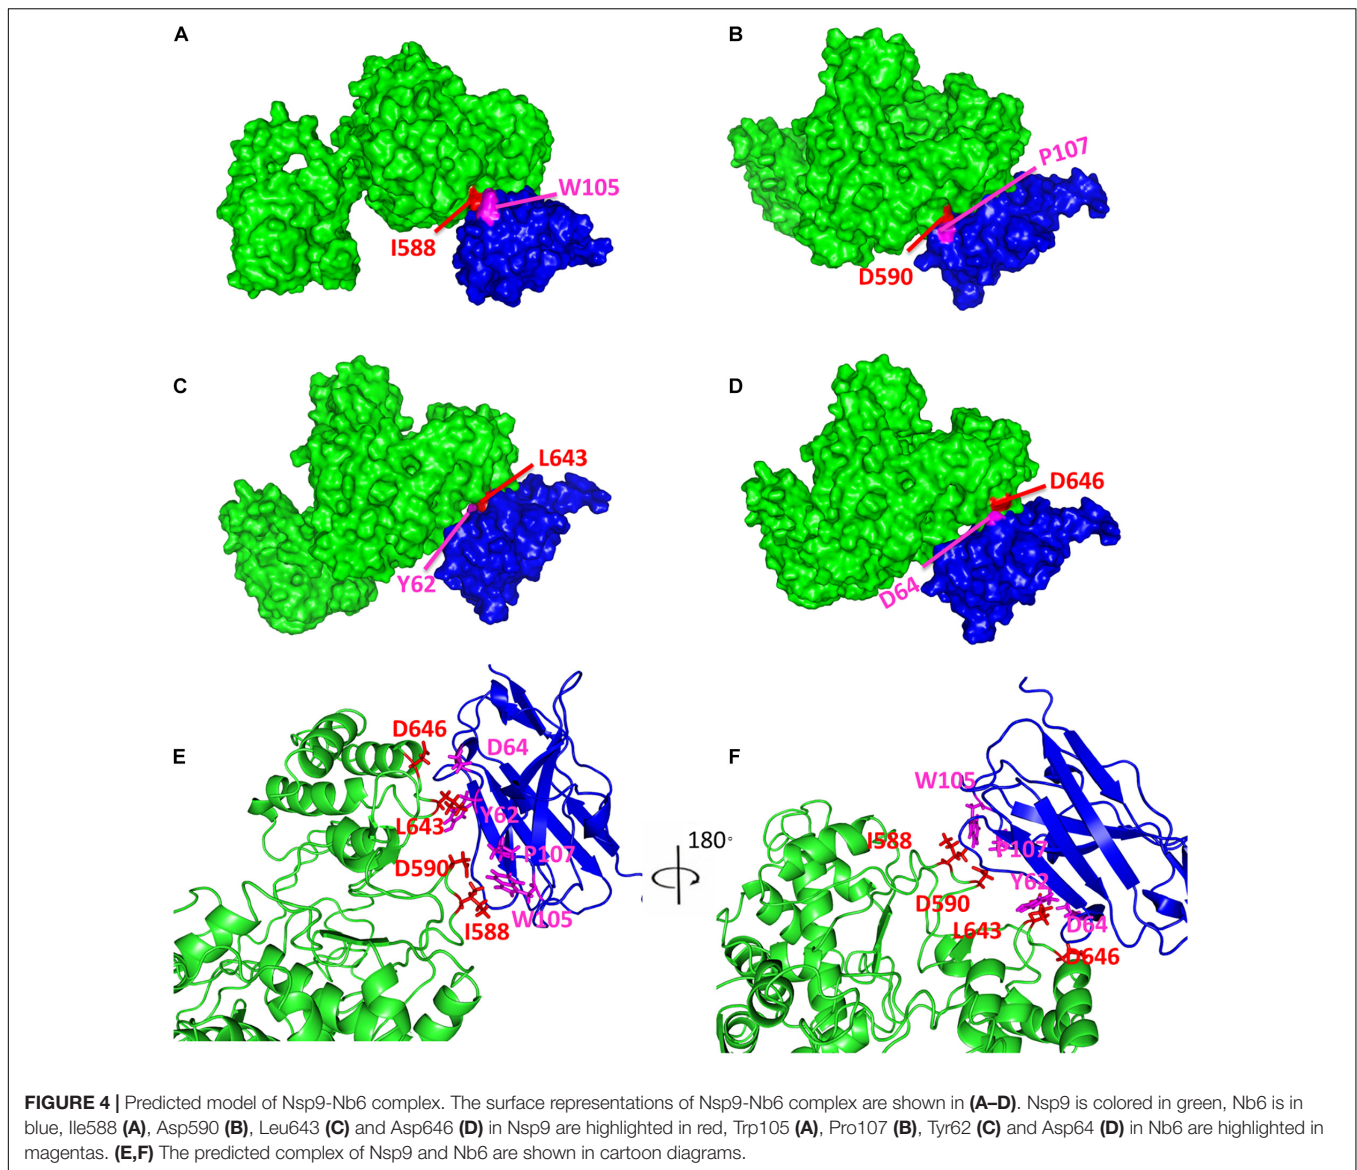 A
B
P107
W105
I588
D590
C
D
L643
D646
Y62
D64
E
D646
D64
L643
Y62
D590
P107
W105
I588
180°
F
W105
I588
P107
Y62
D590
L643
D64
D646
FIGURE 4 | Predicted model of Nsp9-Nb6 complex. The surface representations of Nsp9-Nb6 complex are shown in (A–D). Nsp9 is colored in green, Nb6 is in
blue, Ile588 (A), Asp590 (B), Leu643 (C) and Asp646 (D) in Nsp9 are highlighted in red, Trp105 (A), Pro107 (B), Tyr62 (C) and Asp64 (D) in Nb6 are highlighted in
magentas. (E,F) The predicted complex of Nsp9 and Nb6 are shown in cartoon diagrams.